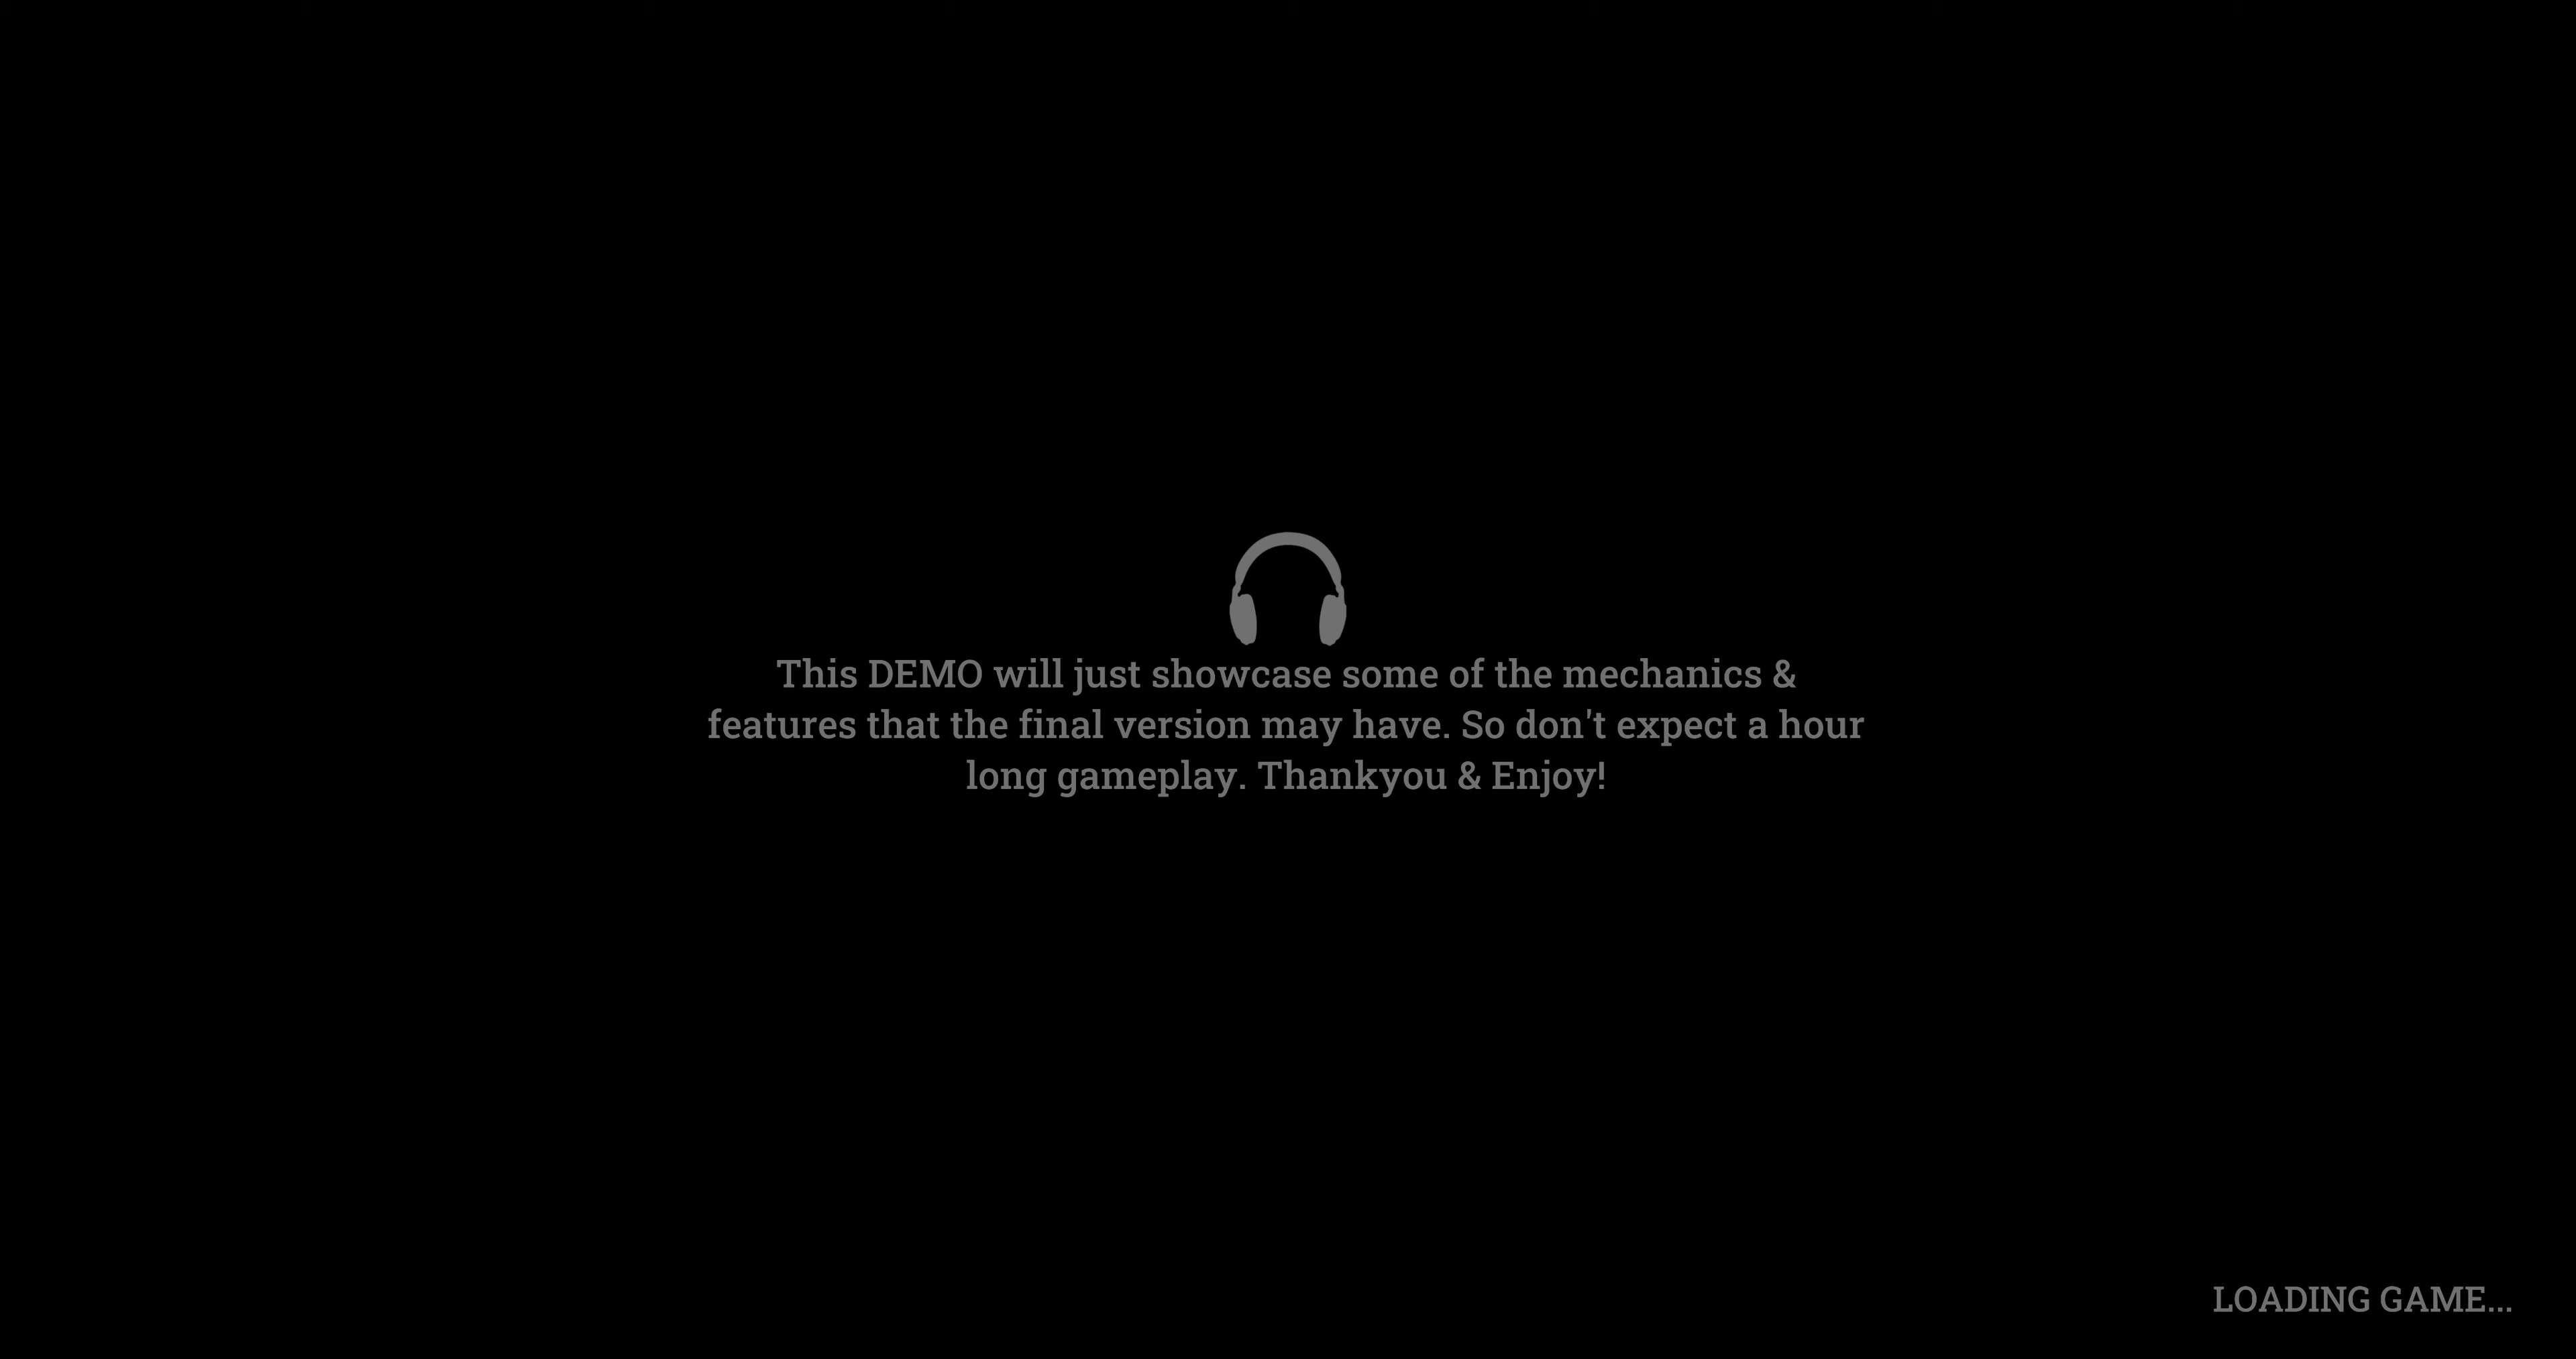 This DEMO will just showcase some of the mechanics &
features that the final version may have. So don't expect a hour
long gameplay. Thankyou & Enjoy!
LOADING GAME...